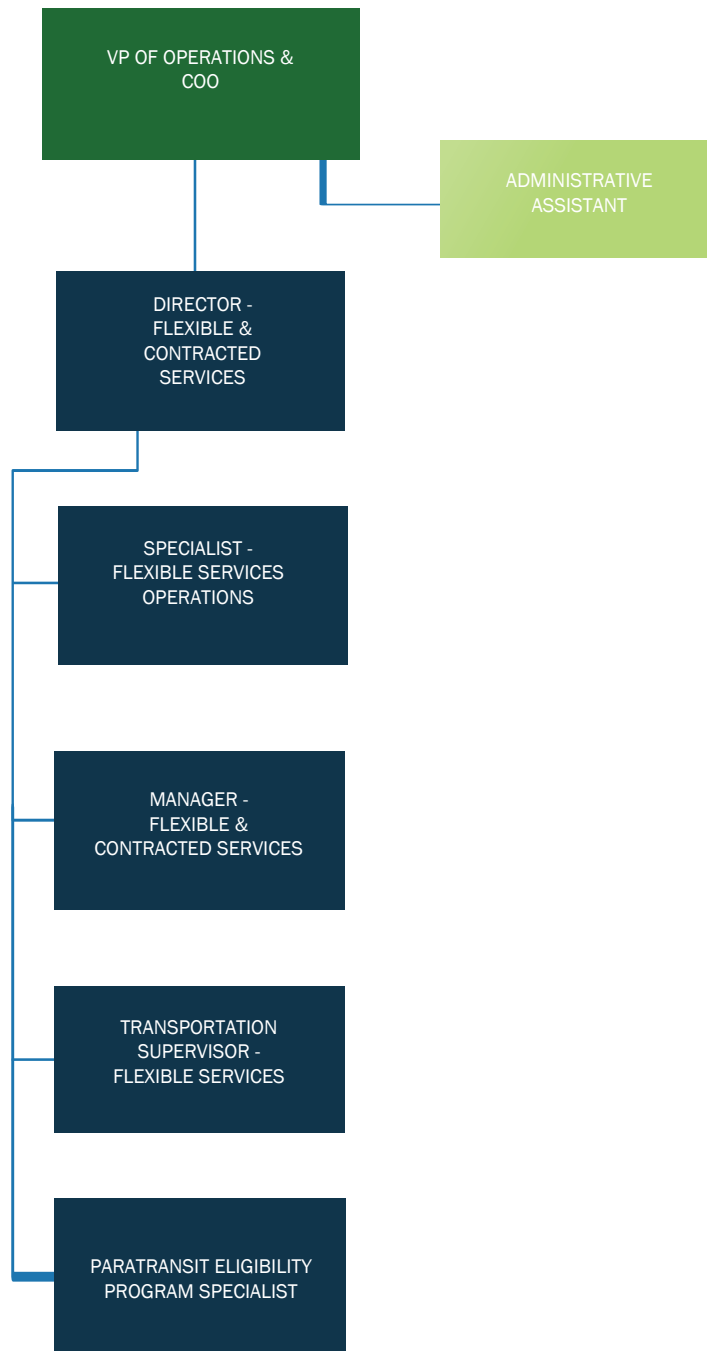 VP OF OPERATIONS &
COO
ADMINISTRATIVE
ASSISTANT
DIRECTOR -
FLEXIBLE &
CONTRACTED
SERVICES
SPECIALIST -
FLEXIBLE SERVICES
OPERATIONS
MANAGER -
FLEXIBLE &
CONTRACTED SERVICES
TRANSPORTATION
SUPERVISOR -
FLEXIBLE SERVICES
PARATRANSIT ELIGIBILITY
PROGRAM SPECIALIST